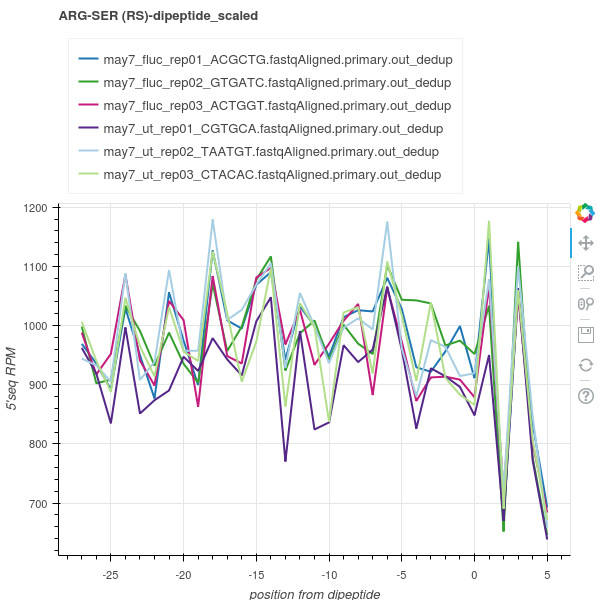 ARG-SER (RS)-dipeptide_scaled
may7_fluc_rep01_ACGCTG.fastqAligned.primary.out_dedup
may7_fluc_rep02_GTGATC.fastqAligned.primary.out_dedup
may7_fluc_rep03_ACTGGT.fastqAligned.primary.out_dedup
may7_ut_rep01_CGTGCA.fastqAligned.primary.out_dedup
may7_ut_rep02_TAATGT.fastqAligned.primary.out_dedup
may7_ut_rep03_CTACAC.fastqAligned.primary.out_dedup
5'seq RPM
1200
1100
1000
900
800
700
-25 -20 -15 -10 -5 0 5
position from dipeptide